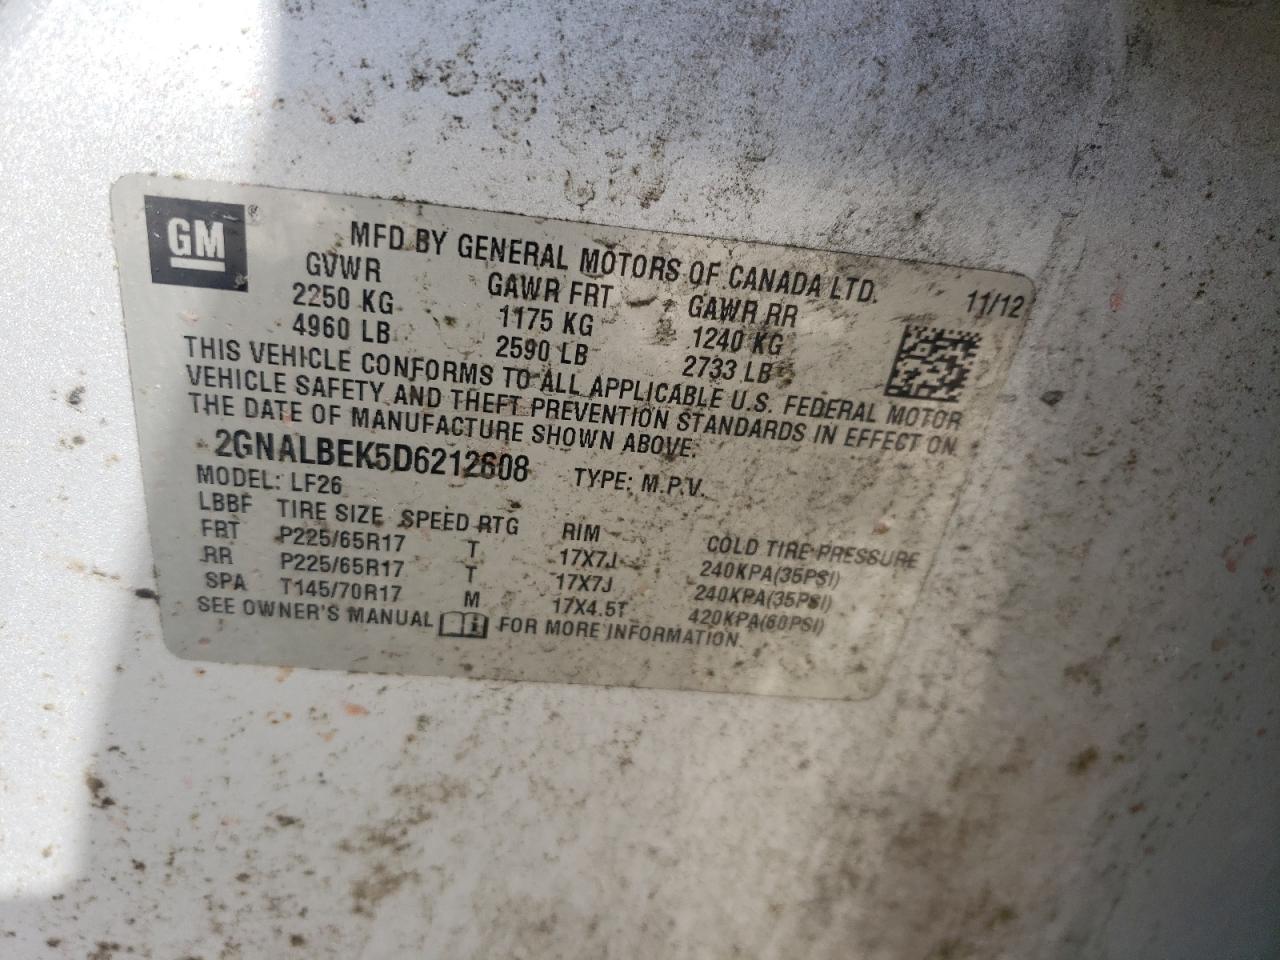 GM®
MFD BY GENERAL MOTORS OF CANADA LTD.
11/12
GVWR GAWR FRT GAWR RR
2250 KG 1175 KG 1240 KG
4960 LB 2590 LB 2733 LB
THIS VEHICLE CONFORMS TO ALL APPLICABLE U.S. FEDERAL MOTOR
VEHICLE SAFETY AND THEFT PREVENTION STANDARDS IN EFFECT ON
THE DATE OF MANUFACTURE SHOWN ABOVE.
2GNALBEK5D6212608 TYPE: M.P.V.
MODEL: LF26
LBBF TIRE SIZE SPEED RTG RIM COLD TIRE PRESSURE
FRT P225/65R17 T 17X7J 240KPA(35PSI)
RR P225/65R17 T 17X7J 240KPA(35PSI)
SPA T145/70R17 M 17X4.5T 420KPA(60PSI)
SEE OWNER'S MANUAL FOR MORE INFORMATION.